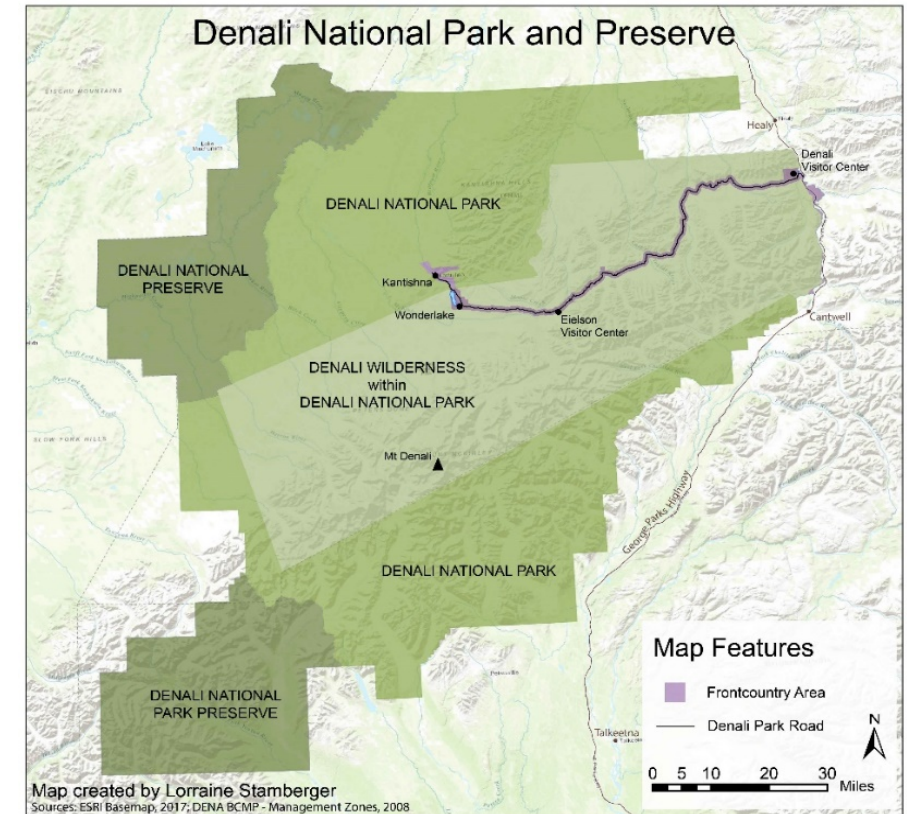 Denali National Park and Preserve
Healy
Denali
Visitor Center
DENALI NATIONAL PARK
DENALI NATIONAL
PRESERVE
Kantishna
Wonderlake
Eielson
Visitor Center
Cantwell
DENALI WILDERNESS
within
DENALI NATIONAL PARK
SLOW FORK HILLS
Mt Denali
George Parks Highway
DENALI NATIONAL PARK
Map Features
Frontcountry Area
Denali Park Road
DENALI NATIONAL
PARK PRESERVE
Talkeetna
N
0 5 10 20 30
Miles
Map created by Lorraine Stamberger
Sources: ESRI Basemap, 2017; DENA BCMP - Management Zones, 2008